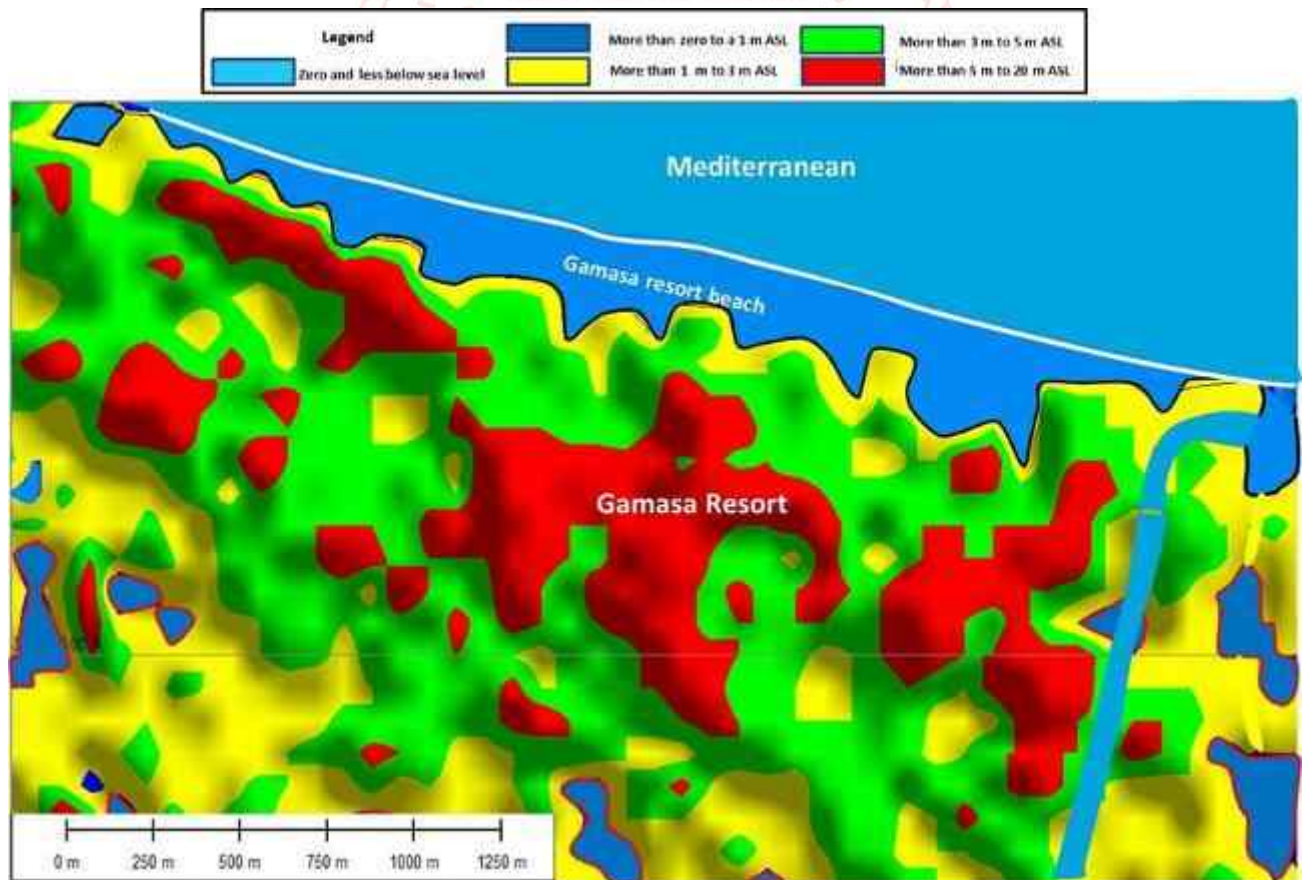 Legend
Zero and less below sea level
More than zero to a 1 m ASL
More than 1 m to 3 m ASL
More than 3 m to 5 m ASL
More than 5 m to 20 m ASL
Mediterranean
Gamasa resort beach
Gamasa Resort
0 m 250 m 500 m 750 m 1000 m 1250 m